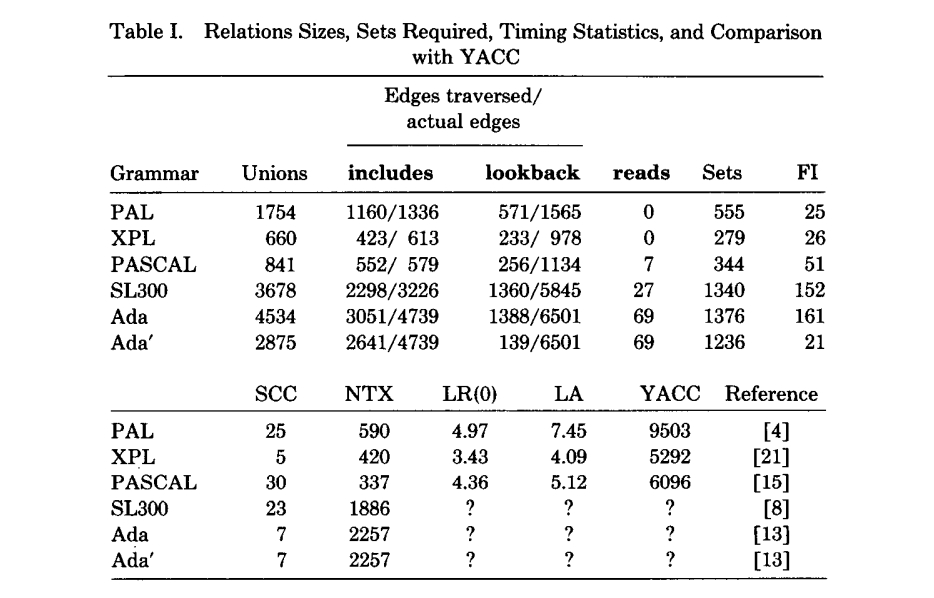 Table I. Relations Sizes, Sets Required, Timing Statistics, and Comparison
with YACC
Edges traversed/
actual edges
Grammar Unions includes lookback reads Sets FI
PAL 1754 1160/1336 571/1565 0 555 25
XPL 660 423/ 613 233/ 978 0 279 26
PASCAL 841 552/ 579 256/1134 7 344 51
SL300 3678 2298/3226 1360/5845 27 1340 152
Ada 4534 3051/4739 1388/6501 69 1376 161
Ada′ 2875 2641/4739 139/6501 69 1236 21
SCC NTX LR(0) LA YACC Reference
PAL 25 590 4.97 7.45 9503 [4]
XPL 5 420 3.43 4.09 5292 [21]
PASCAL 30 337 4.36 5.12 6096 [15]
SL300 23 1886 ? ? ? [8]
Ada 7 2257 ? ? ? [13]
Ada′ 7 2257 ? ? ? [13]